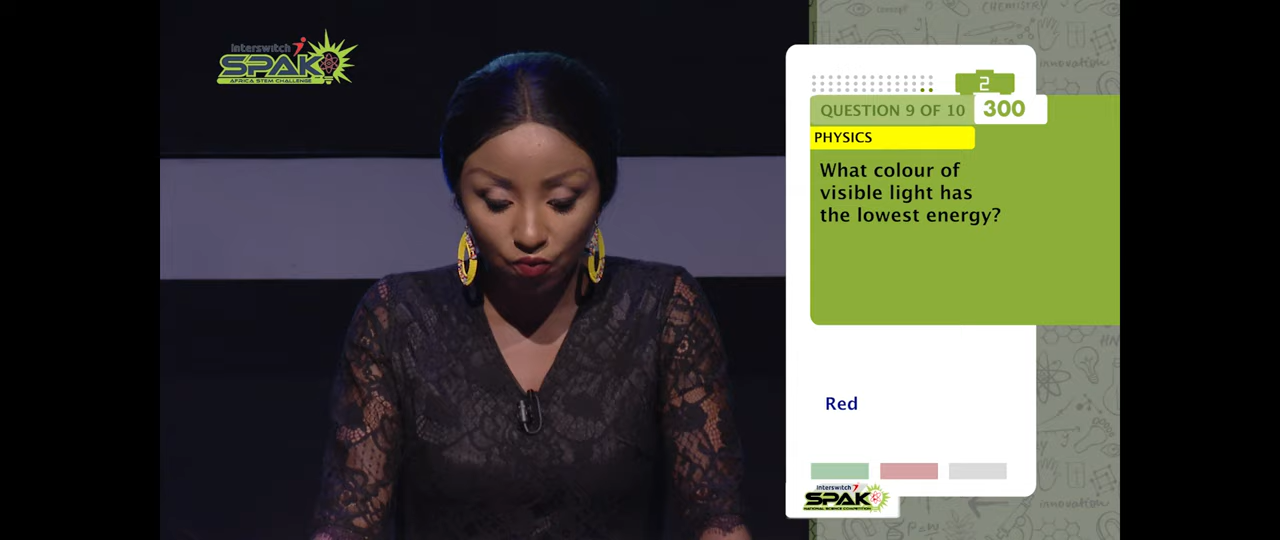 interswitch
SPAK
AFRICA STEM CHALLENGE
CHEMISTRY
innovation
2
QUESTION 9 OF 10
300
PHYSICS
What colour of
visible light has
the lowest energy?
Red
interswitch
SPAK
NATIONAL SCIENCE COMPETITION
innovation